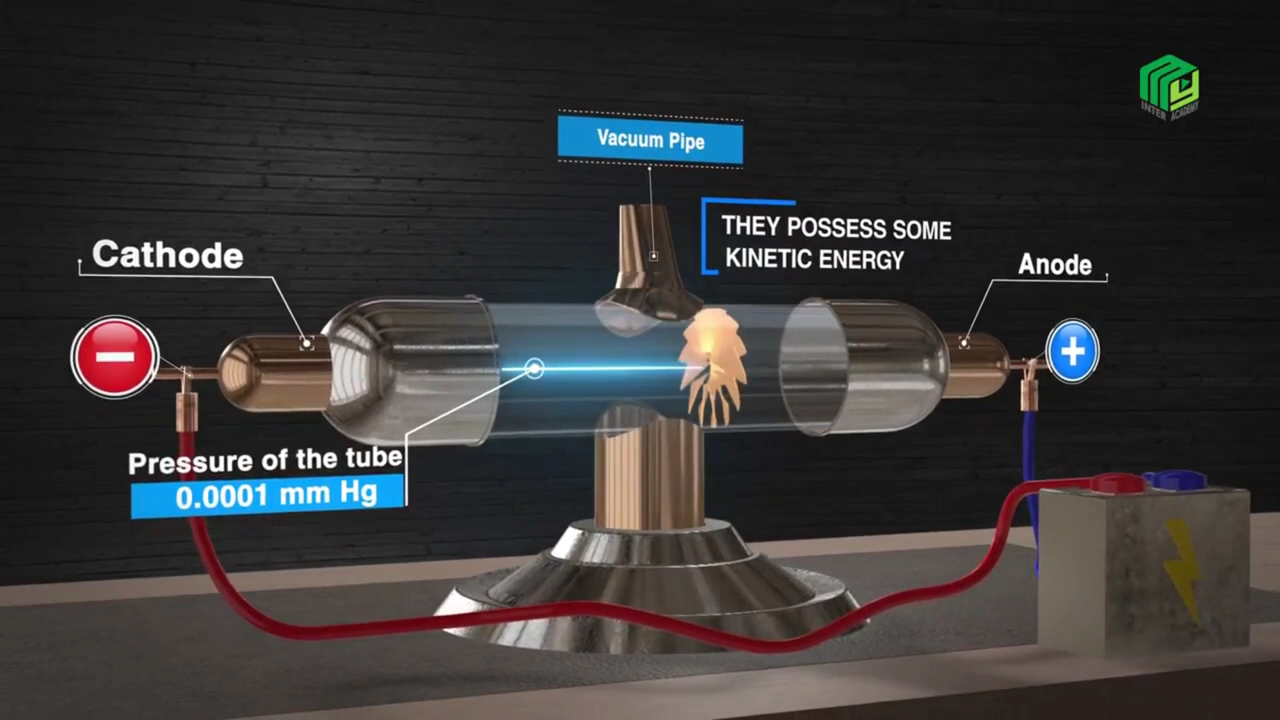 MY
INTER ACADEMY
Vacuum Pipe
THEY POSSESS SOME
KINETIC ENERGY
Cathode
Anode
Pressure of the tube
0.0001 mm Hg